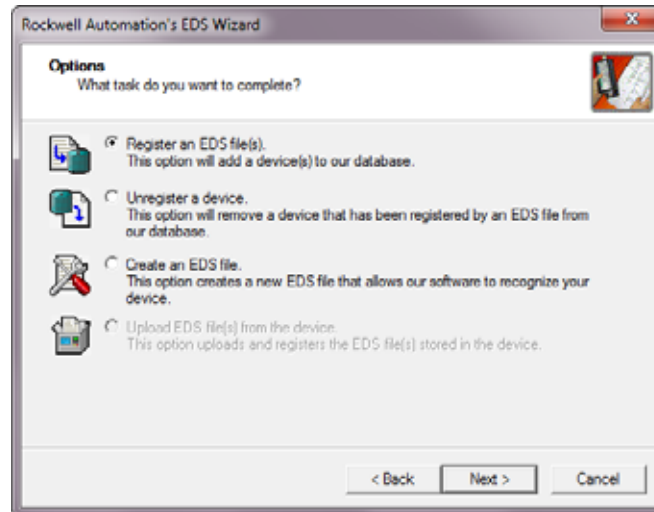 Rockwell Automation's EDS Wizard
Options
What task do you want to complete?
Register an EDS file(s).
This option will add a device(s) to our database.
Unregister a device.
This option will remove a device that has been registered by an EDS file from
our database.
Create an EDS file.
This option creates a new EDS file that allows our software to recognize your
device.
Upload EDS file(s) from the device.
This option uploads and registers the EDS file(s) stored in the device.
< Back
Next >
Cancel